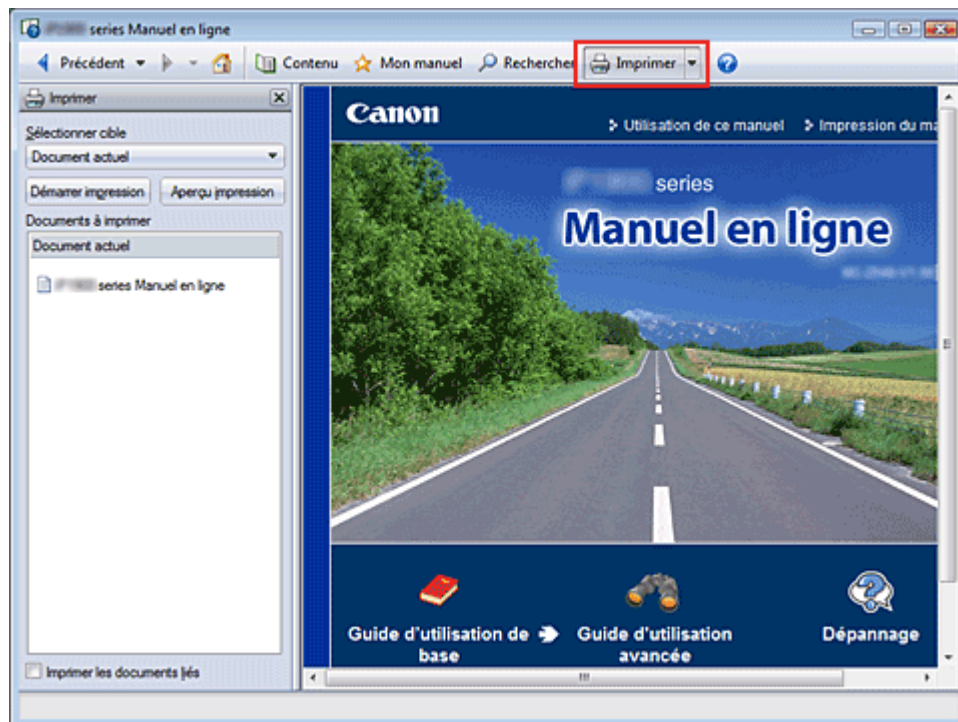 series Manuel en ligne
Précédent Contenu Mon manuel Rechercher Imprimer
Imprimer
Sélectionner cible
Document actuel
Démarrer impression Aperçu impression
Documents à imprimer
Document actuel
series Manuel en ligne
Imprimer les documents liés
Canon
Utilisation de ce manuel Impression du ma
series
Manuel en ligne
Guide d'utilisation de base
Guide d'utilisation avancée
Dépannage